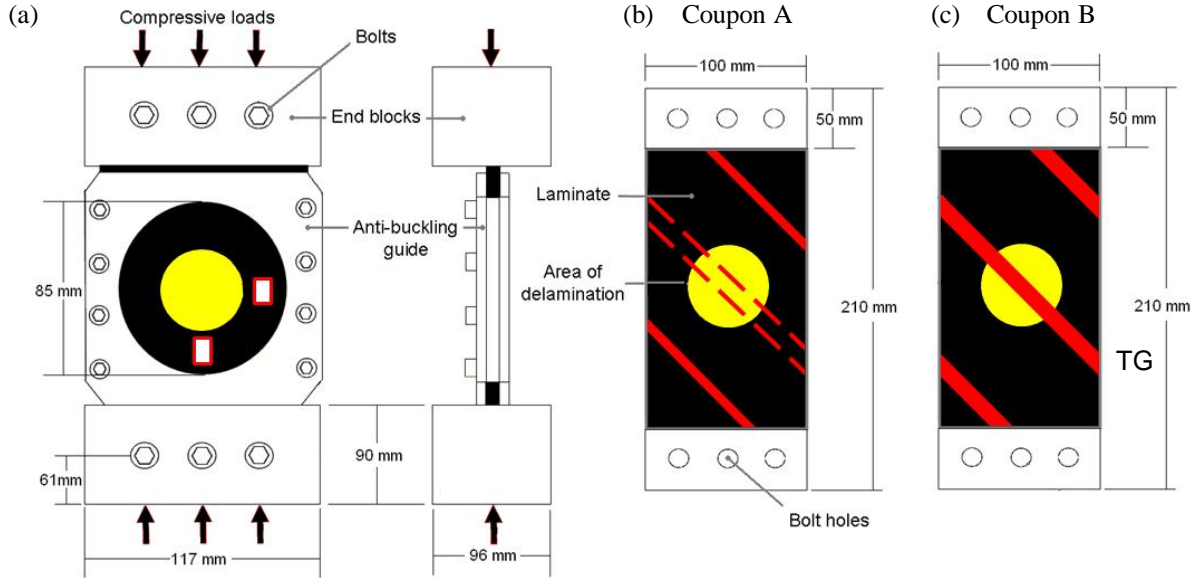 (a)
Compressive loads
Bolts
End blocks
Anti-buckling
guide
85 mm
61mm
90 mm
117 mm
96 mm
(b) Coupon A
100 mm
50 mm
Laminate
Area of
delamination
210 mm
Bolt holes
(c) Coupon B
100 mm
50 mm
210 mm
TG